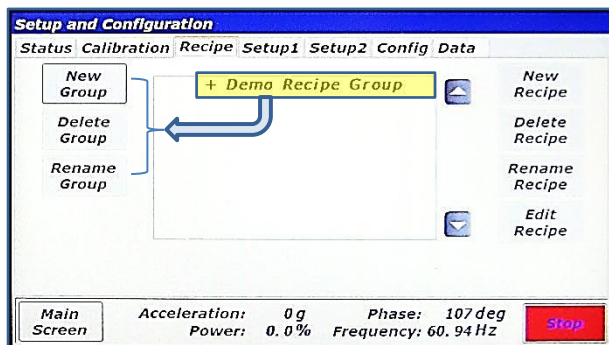 Setup and Configuration
Status Calibration Recipe Setup1 Setup2 Config Data
New
Group
Delete
Group
Rename
Group
+ Demo Recipe Group
New
Recipe
Delete
Recipe
Rename
Recipe
Edit
Recipe
Main
Screen
Acceleration: 0 g
Power: 0.0 %
Phase: 107 deg
Frequency: 60.94 Hz
Stop